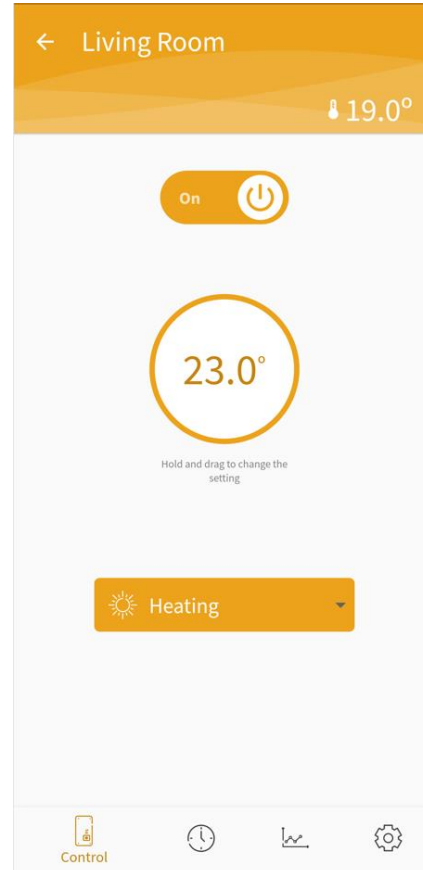 Living Room
19.0°
On
23.0°
Hold and drag to change the
setting
Heating
Control